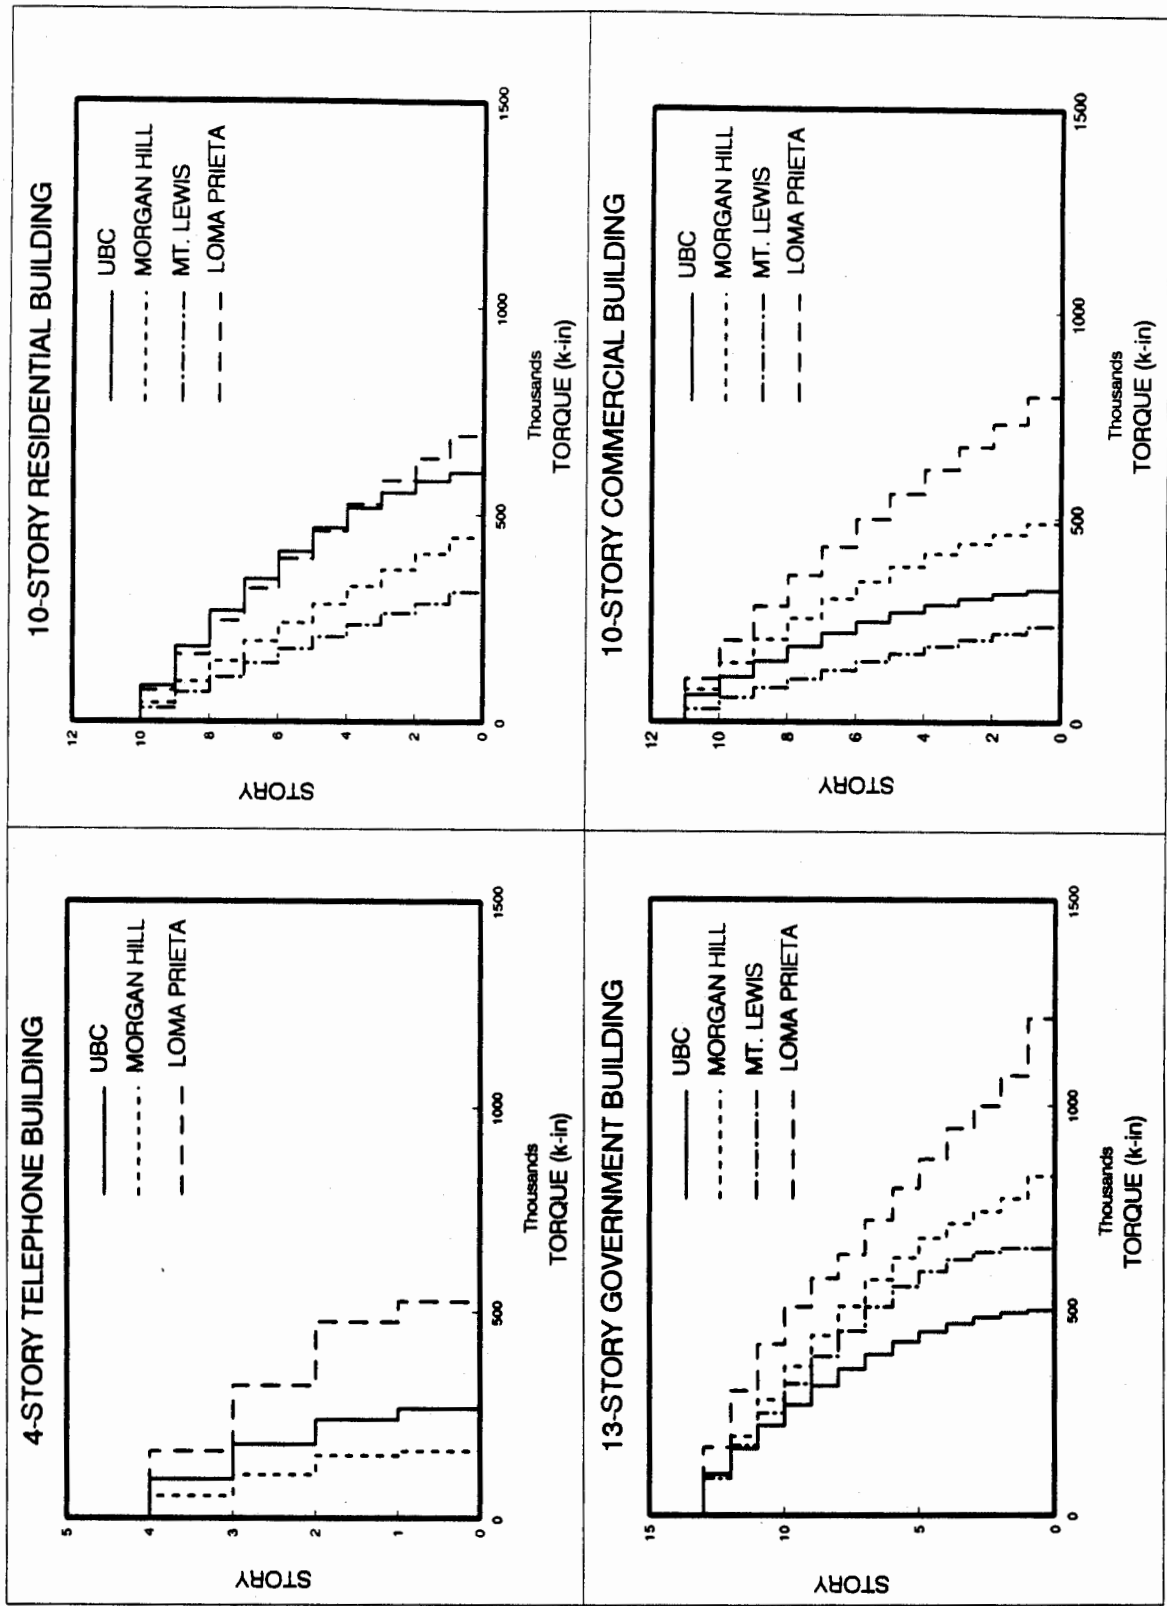 4-STORY TELEPHONE BUILDING
UBC
MORGAN HILL
LOMA PRIETA
STORY
5
4
3
2
1
0
0
500
1000
1500
Thousands
TORQUE (k-in)
10-STORY RESIDENTIAL BUILDING
UBC
MORGAN HILL
MT. LEWIS
LOMA PRIETA
STORY
12
10
8
6
4
2
0
0
500
1000
1500
Thousands
TORQUE (k-in)
13-STORY GOVERNMENT BUILDING
UBC
MORGAN HILL
MT. LEWIS
LOMA PRIETA
STORY
15
10
5
0
0
500
1000
1500
Thousands
TORQUE (k-in)
10-STORY COMMERCIAL BUILDING
UBC
MORGAN HILL
MT. LEWIS
LOMA PRIETA
STORY
12
10
8
6
4
2
0
0
500
1000
1500
Thousands
TORQUE (k-in)